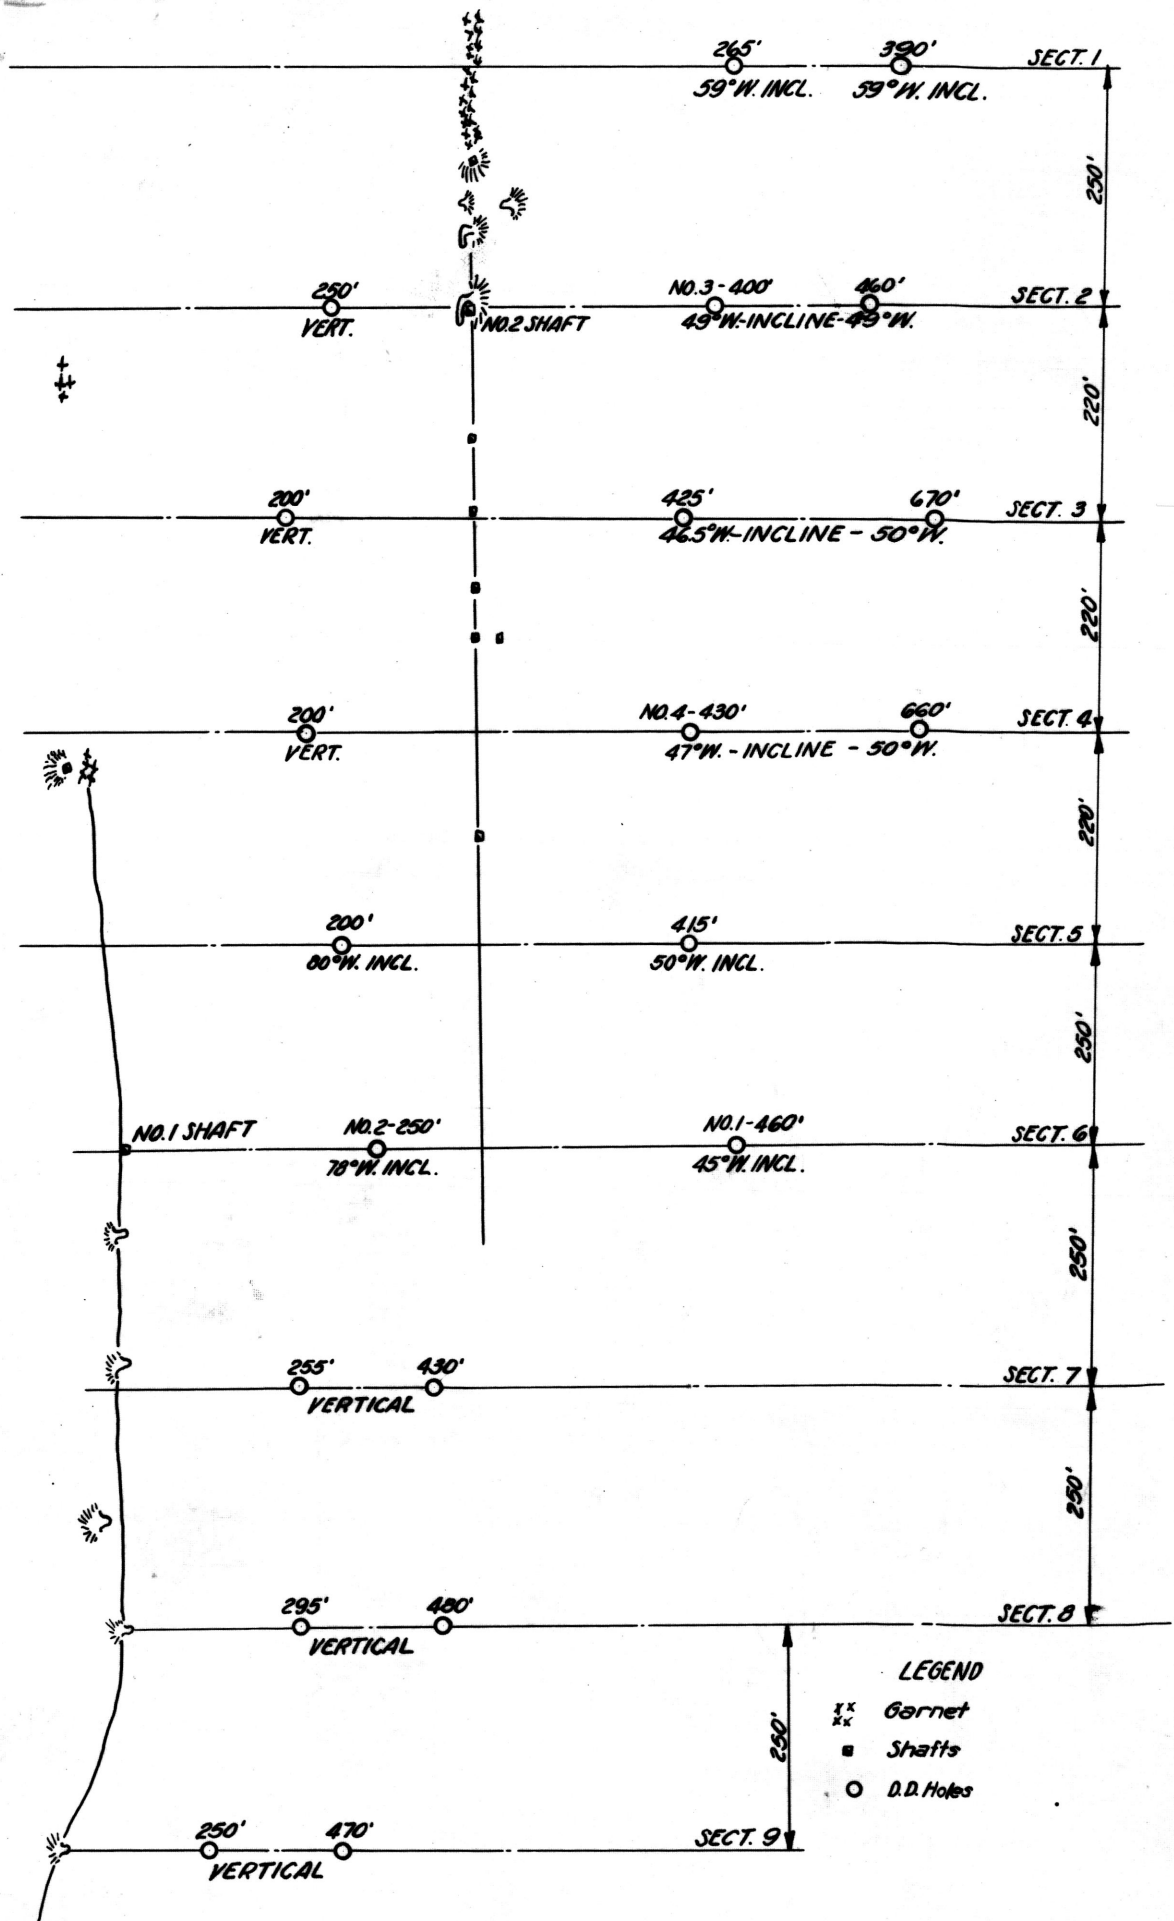 265' 390' SECT. 1
59°W. INCL. 59°W. INCL.
250'
250' NO.3-400' 460' SECT. 2
VERT. NO.2 SHAFT 49°W.-INCLINE-49°W.
220'
200' 425' 670' SECT. 3
VERT. 46.5°W-INCLINE - 50°W.
220'
200' NO.4-430' 660' SECT. 4
VERT. 47°W. - INCLINE - 50°W.
220'
200' 415' SECT. 5
80°W. INCL. 50°W. INCL.
250'
NO.1 SHAFT NO.2-250' NO.1-460' SECT. 6
78°W. INCL. 45°W. INCL.
250'
255' 430' SECT. 7
VERTICAL
250'
295' 480' SECT. 8
VERTICAL
LEGEND
Garnet
250'
Shafts
D.D. Holes
250' 470' SECT. 9
VERTICAL